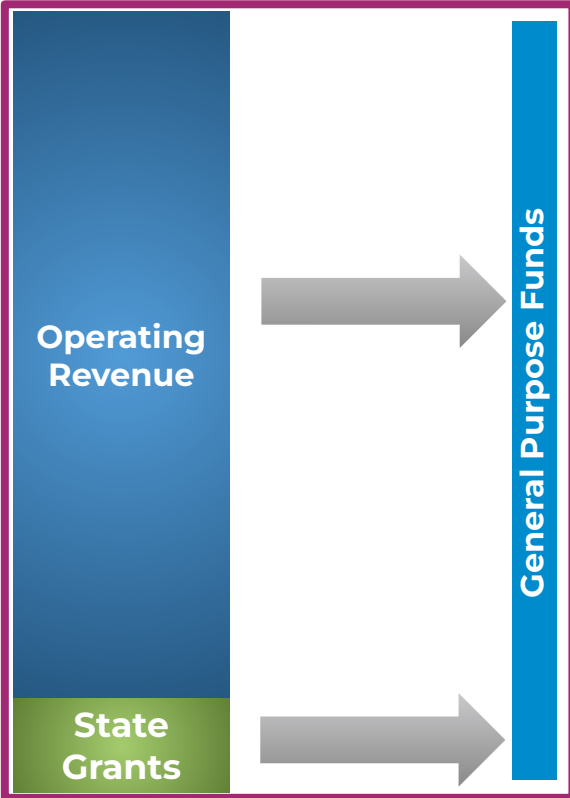 Operating
Revenue
General Purpose Funds
State
Grants